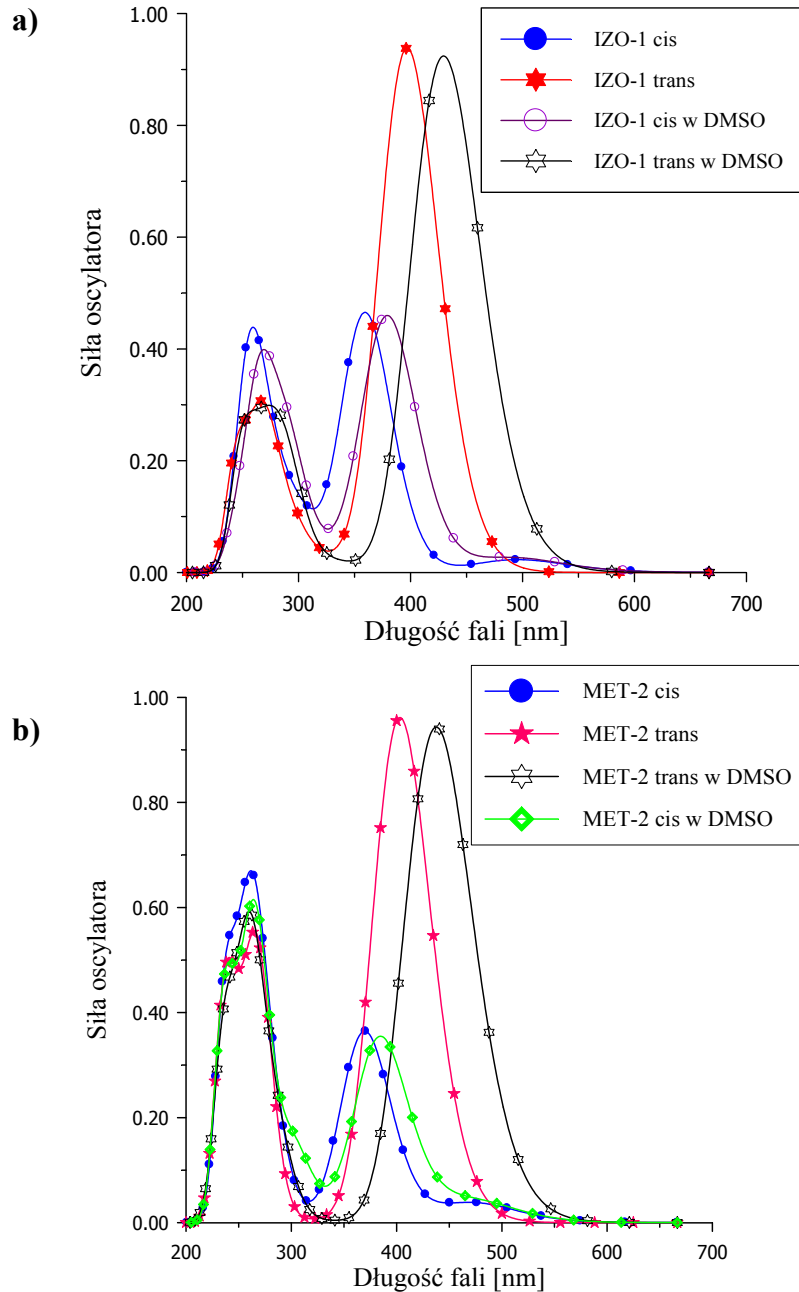 a)
IZO-1 cis
IZO-1 trans
IZO-1 cis w DMSO
IZO-1 trans w DMSO
1.00
0.80
0.60
0.40
0.20
0.00
Siła oscylatora
200 300 400 500 600 700
Długość fali [nm]
b)
MET-2 cis
MET-2 trans
MET-2 trans w DMSO
MET-2 cis w DMSO
1.00
0.80
0.60
0.40
0.20
0.00
Siła oscylatora
200 300 400 500 600 700
Długość fali [nm]